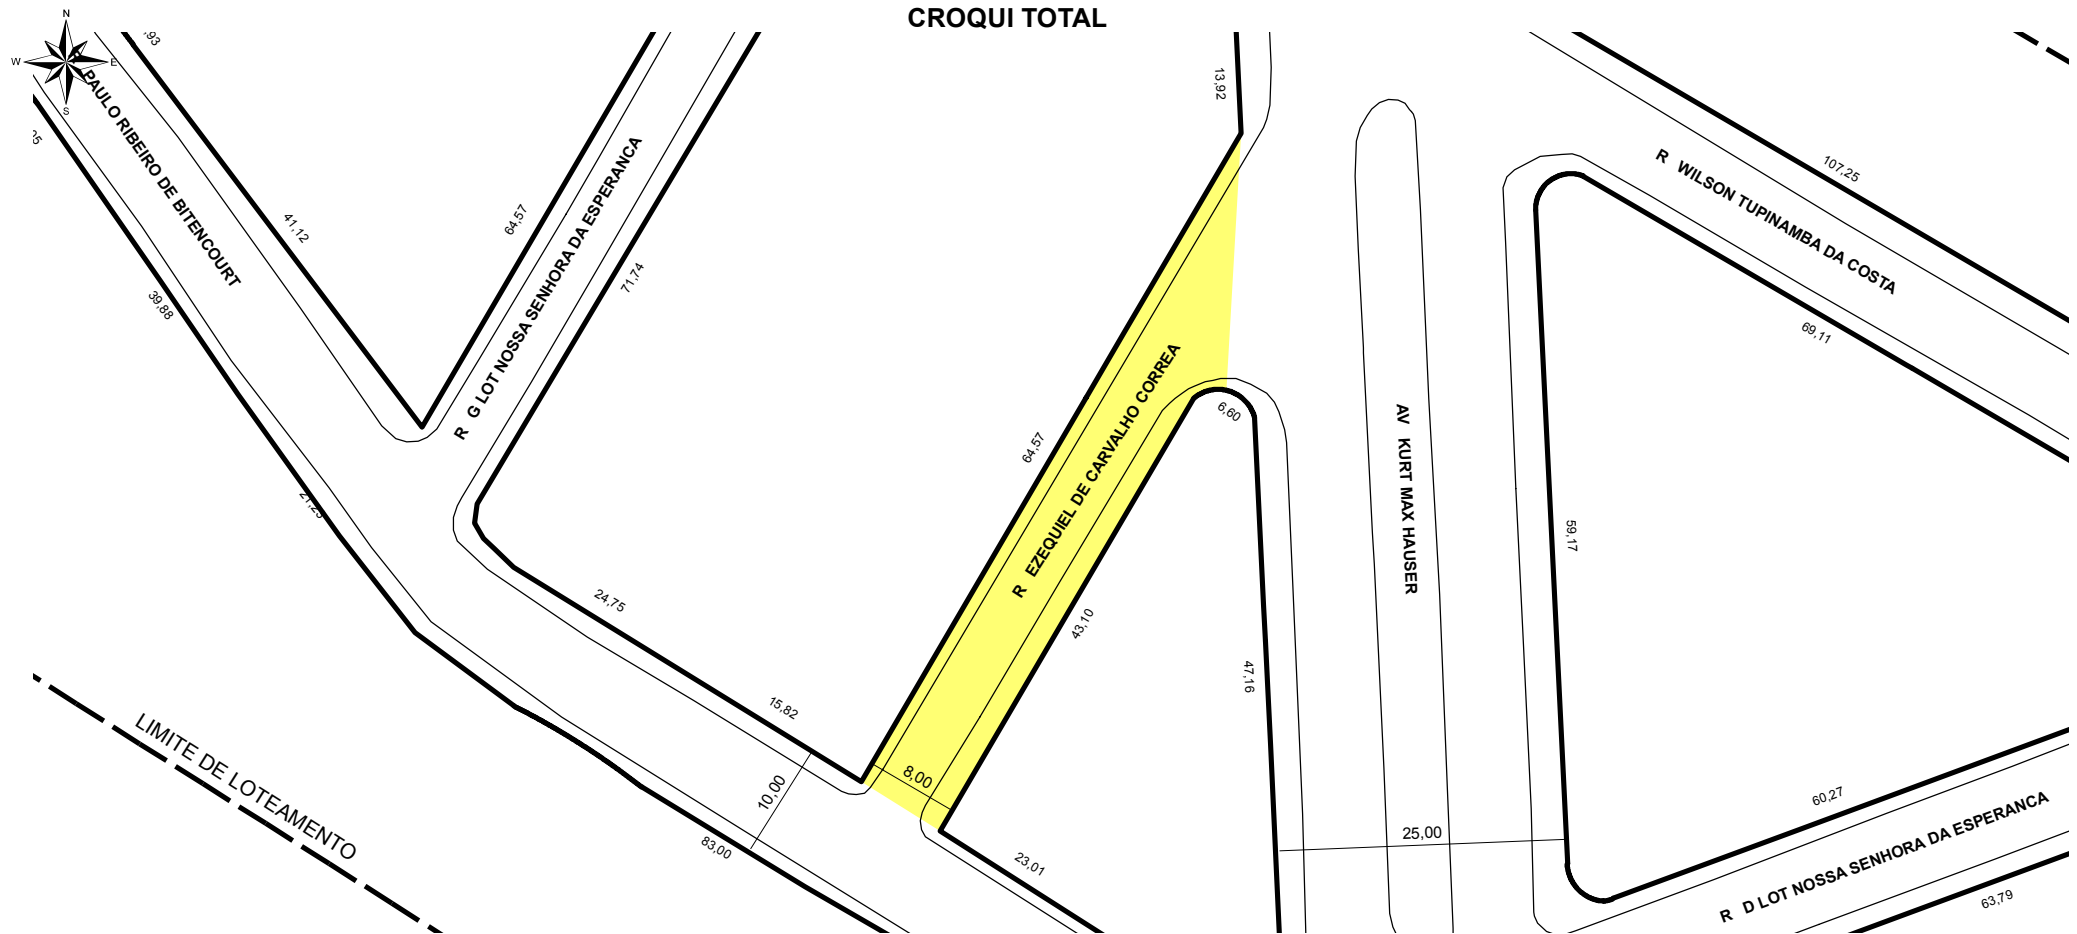 CROQUI TOTAL
N
W
E
S
,93
13,92
PAULO RIBEIRO DE BITENCOURT
41,12
64,57
R G LOT NOSSA SENHORA DA ESPERANCA
71,74
39,88
21,25
24,75
15,82
10,00
83,00
8,00
LIMITE DE LOTEAMENTO
64,57
R EZEQUIEL DE CARVALHO CORREA
6,60
43,10
23,01
47,16
AV KURT MAX HAUSER
25,00
59,17
R WILSON TUPINAMBA DA COSTA
107,25
69,11
60,27
R D LOT NOSSA SENHORA DA ESPERANCA
63,79